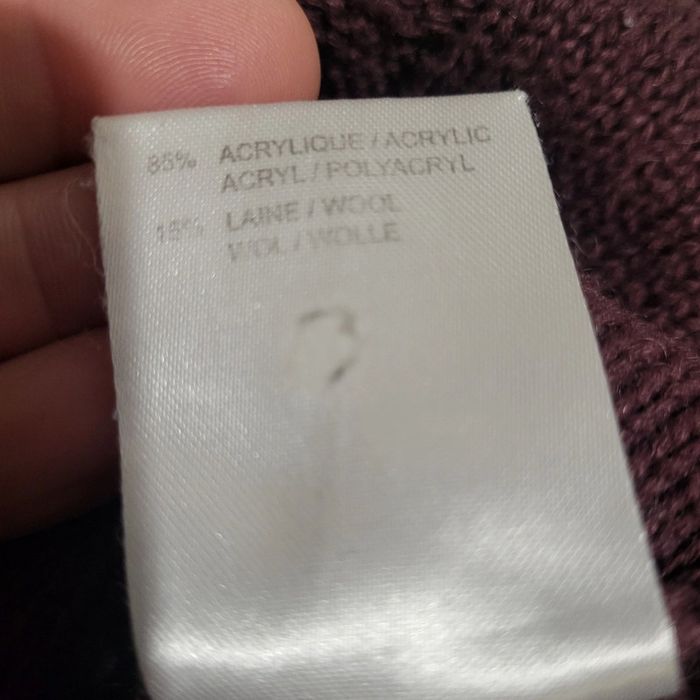 85% ACRYLIQUE / ACRYLIC
ACRYL / POLYACRYL
15% LAINE / WOOL
WOL / WOLLE